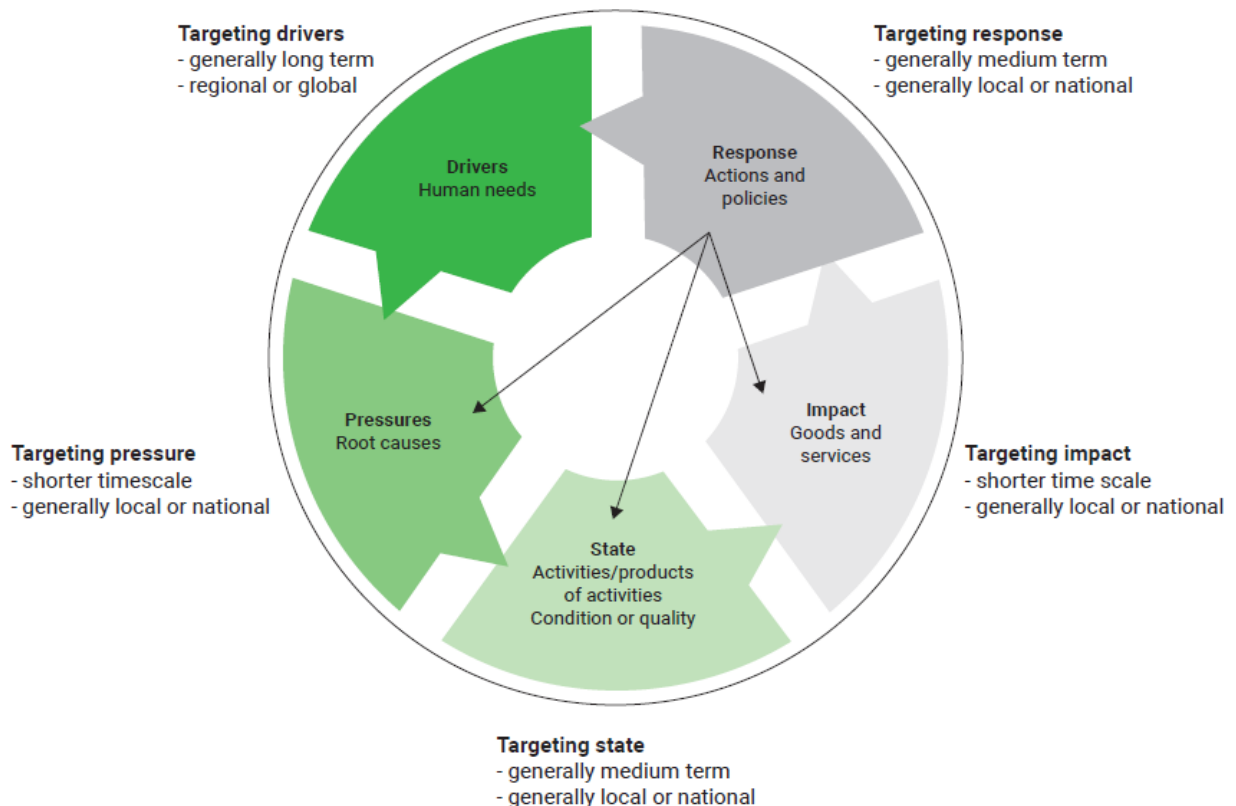 Targeting drivers
- generally long term
- regional or global
Targeting response
- generally medium term
- generally local or national
Drivers
Human needs
Response
Actions and
policies
Pressures
Root causes
Impact
Goods and
services
Targeting pressure
- shorter timescale
- generally local or national
Targeting impact
- shorter time scale
- generally local or national
State
Activities/products
of activities
Condition or quality
Targeting state
- generally medium term
- generally local or national